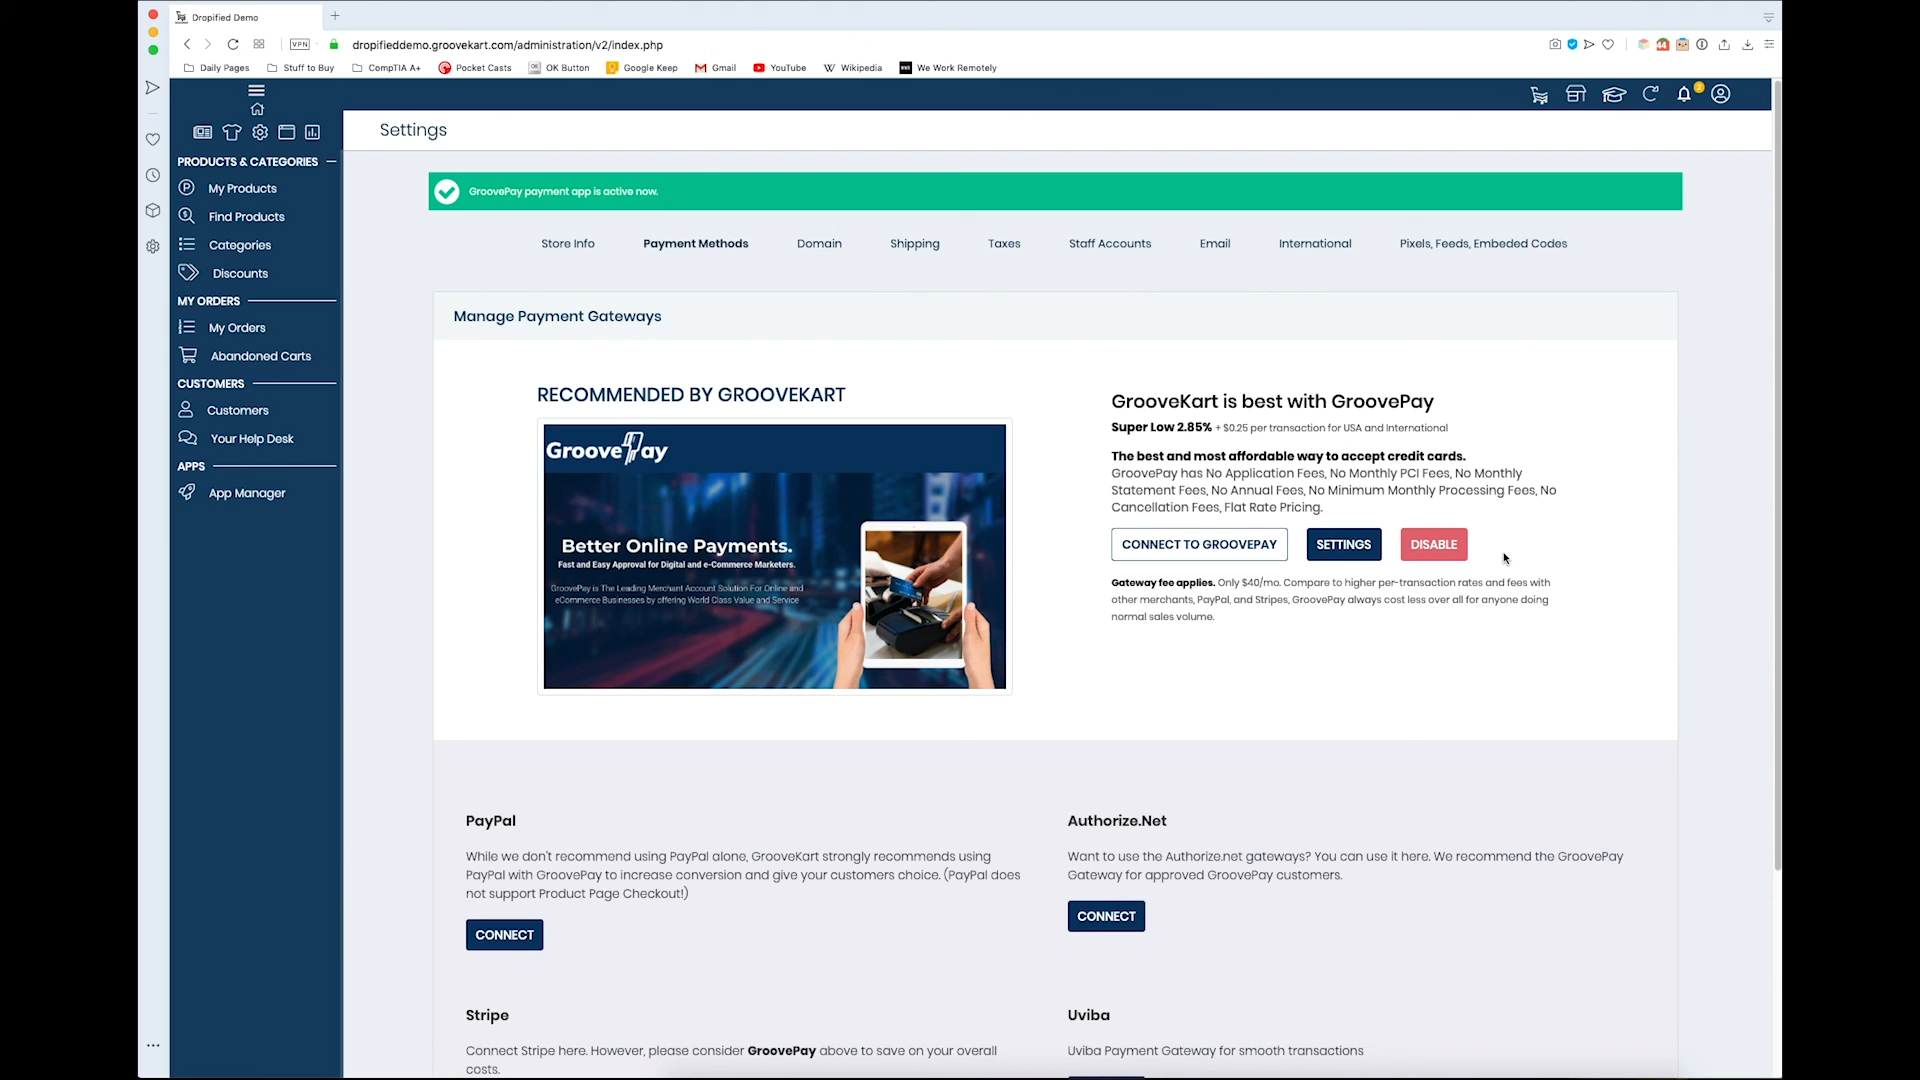 Dropified Demo
VPN
dropifieddemo.groovekart.com/administration/v2/index.php
Daily Pages
Stuff to Buy
CompTIA A+
Pocket Casts
OK Button
Google Keep
Gmail
YouTube
Wikipedia
We Work Remotely
2
Settings
PRODUCTS & CATEGORIES
My Products
Find Products
Categories
Discounts
MY ORDERS
My Orders
Abandoned Carts
CUSTOMERS
Customers
Your Help Desk
APPS
App Manager
GroovePay payment app is active now.
Store Info
Payment Methods
Domain
Shipping
Taxes
Staff Accounts
Email
International
Pixels, Feeds, Embeded Codes
Manage Payment Gateways
RECOMMENDED BY GROOVEKART
GroovePay
Better Online Payments.
Fast and Easy Approval for Digital and e-Commerce Marketers.
GroovePay is The Leading Merchant Account Solution For Online and
eCommerce Businesses by offering World Class Value and Service
GrooveKart is best with GroovePay
Super Low 2.85% + $0.25 per transaction for USA and International
The best and most affordable way to accept credit cards.
GroovePay has No Application Fees, No Monthly PCI Fees, No Monthly
Statement Fees, No Annual Fees, No Minimum Monthly Processing Fees, No
Cancellation Fees, Flat Rate Pricing.
CONNECT TO GROOVEPAY
SETTINGS
DISABLE
Gateway fee applies. Only $40/mo. Compare to higher per-transaction rates and fees with
other merchants, PayPal, and Stripes, GroovePay always cost less over all for anyone doing
normal sales volume.
PayPal
While we don't recommend using PayPal alone, GrooveKart strongly recommends using
PayPal with GroovePay to increase conversion and give your customers choice. (PayPal does
not support Product Page Checkout!)
CONNECT
Authorize.Net
Want to use the Authorize.net gateways? You can use it here. We recommend the GroovePay
Gateway for approved GroovePay customers.
CONNECT
Stripe
Connect Stripe here. However, please consider GroovePay above to save on your overall
costs.
Uviba
Uviba Payment Gateway for smooth transactions